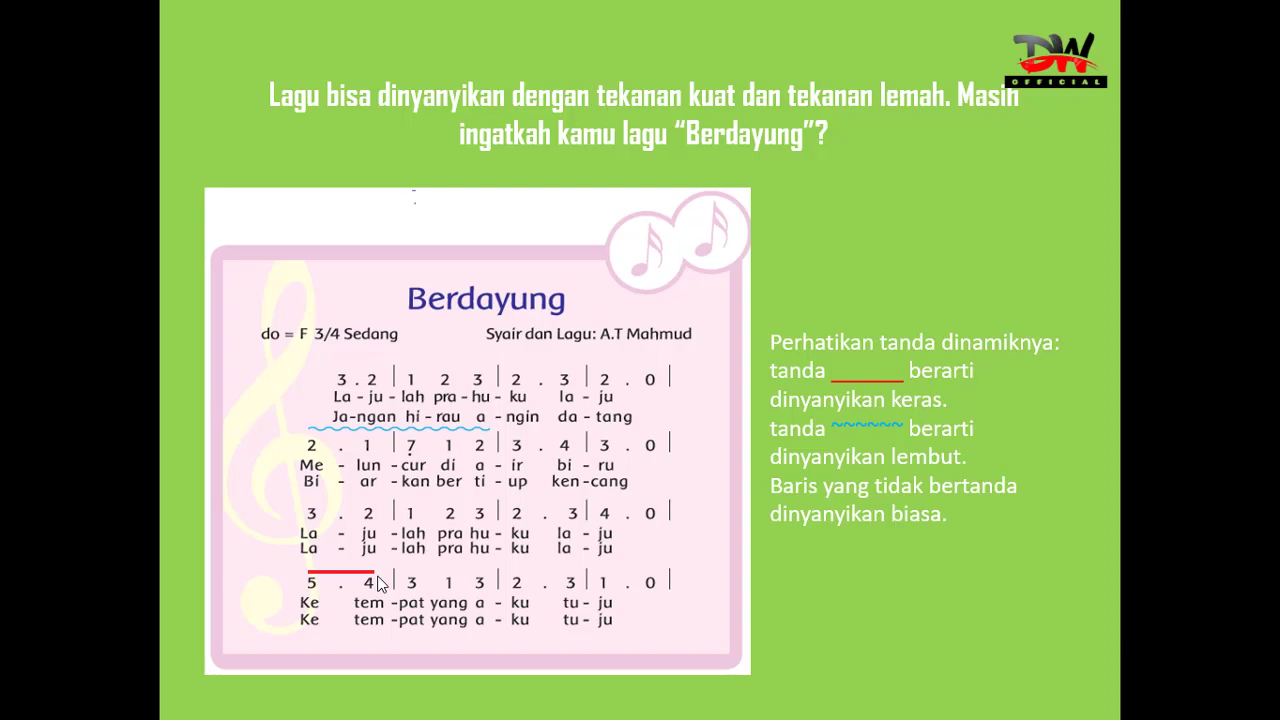 DW
OFFICIAL
Lagu bisa dinyanyikan dengan tekanan kuat dan tekanan lemah. Masih
ingatkah kamu lagu “Berdayung”?
Berdayung
do = F 3/4 Sedang
Syair dan Lagu: A.T Mahmud
3 . 2 | 1 2 3 | 2 . 3 | 2 . 0 |
La - ju - lah pra - hu - ku la - ju
Ja-ngan hi - rau a - ngin da - tang
2 . 1 | 7̣ 1 2 | 3 . 4 | 3 . 0 |
Me - lun - cur di a - ir bi - ru
Bi - ar - kan ber ti - up ken - cang
3 . 2 | 1 2 3 | 2 . 3 | 4 . 0 |
La - ju - lah pra hu - ku la - ju
La - ju - lah pra hu - ku la - ju
5 . 4 | 3 1 3 | 2 . 3 | 1 . 0 |
Ke tem - pat yang a - ku tu - ju
Ke tem - pat yang a - ku tu - ju
Perhatikan tanda dinamiknya:
tanda ______ berarti
dinyanyikan keras.
tanda ~~~~~~ berarti
dinyanyikan lembut.
Baris yang tidak bertanda
dinyanyikan biasa.